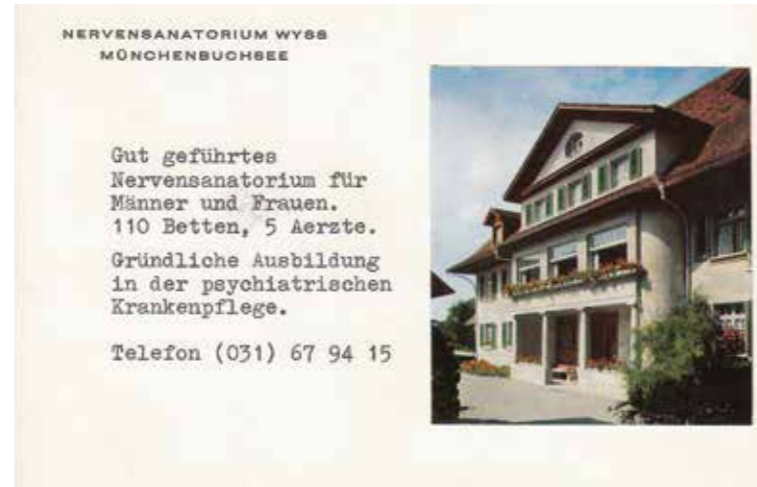 NERVENSANATORIUM WYSS
MÜNCHENBUCHSEE
Gut geführtes
Nervensanatorium für
Männer und Frauen.
110 Betten, 5 Aerzte.
Gründliche Ausbildung
in der psychiatrischen
Krankenpflege.
Telefon (031) 67 94 15